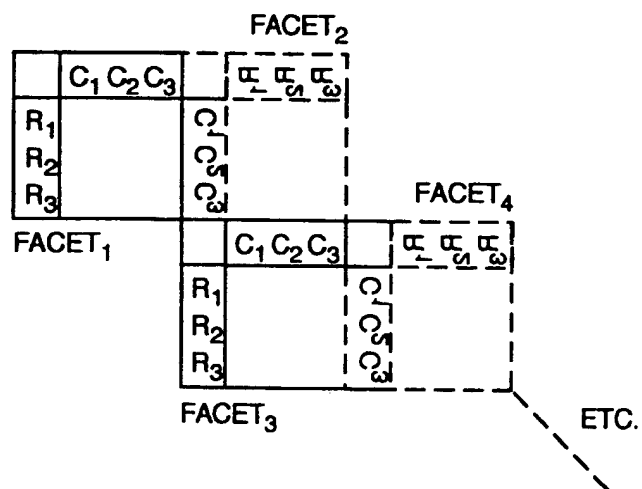 FACET₂
C₁ C₂ C₃
R₁ R₂ R₃
R₁
R₂
R₃
C₁
C₂
C₃
FACET₁
FACET₄
C₁ C₂ C₃
R₁ R₂ R₃
R₁
R₂
R₃
C₁
C₂
C₃
FACET₃
ETC.